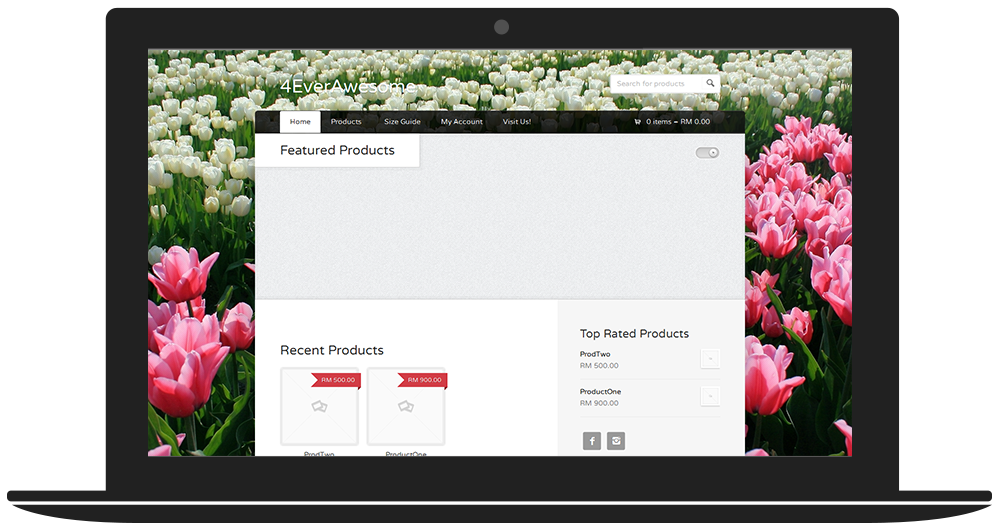 4EverAwesome
Search for products
Home Products Size Guide My Account Visit Us! 0 items – RM 0.00
Featured Products
Top Rated Products
ProdTwo
RM 500.00
ProductOne
RM 900.00
Recent Products
RM 500.00 RM 900.00
ProdTwo ProductOne